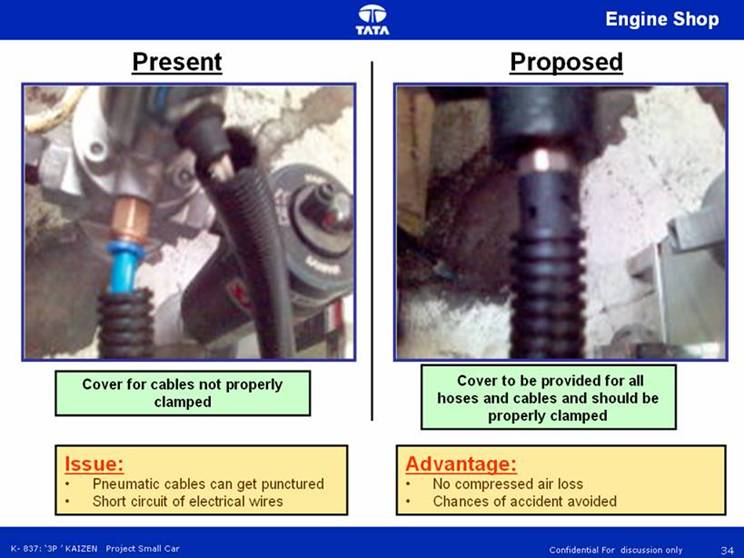 TATA
Engine Shop
Present
Proposed
Cover for cables not properly
clamped
Cover to be provided for all
hoses and cables and should be
properly clamped
Issue:
• Pneumatic cables can get punctured
• Short circuit of electrical wires
Advantage:
• No compressed air loss
• Chances of accident avoided
K- 837: '3P ' KAIZEN Project Small Car
Confidential For discussion only
34